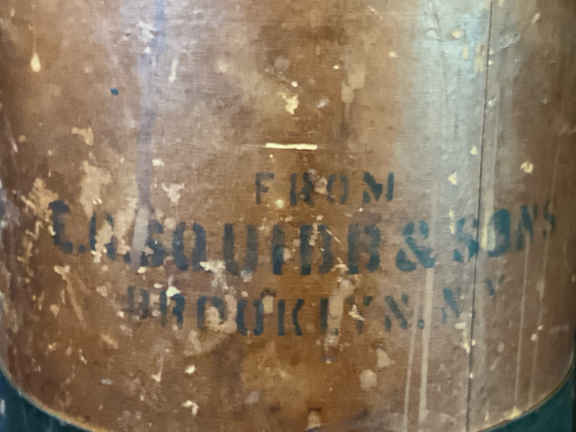 FROM
E.R.SQUIBB & SONS
BROOKLYN, N.Y.